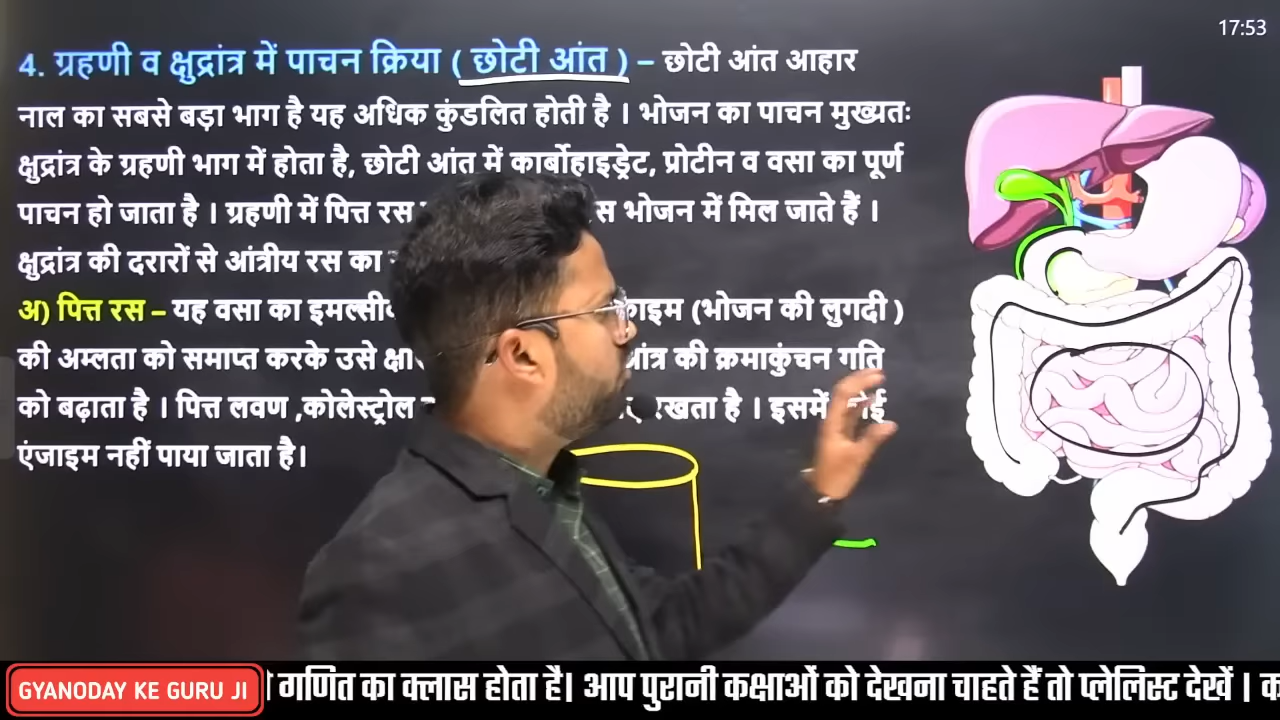 17:53
4. ग्रहणी व क्षुद्रांत्र में पाचन क्रिया ( छोटी आंत ) – छोटी आंत आहार
नाल का सबसे बड़ा भाग है यह अधिक कुंडलित होती है । भोजन का पाचन मुख्यतः
क्षुद्रांत्र के ग्रहणी भाग में होता है, छोटी आंत में कार्बोहाइड्रेट, प्रोटीन व वसा का पूर्ण
पाचन हो जाता है । ग्रहणी में पित्त रस भोजन में मिल जाते हैं ।
क्षुद्रांत्र की दरारों से आंत्रीय रस का
अ) पित्त रस – यह वसा का (भोजन की लुगदी )
की अम्लता को समाप्त करके उसे की क्रमाकुंचन गति
को बढ़ाता है । पित्त लवण ,कोलेस्ट्रोल रखता है । इसमें कोई
एंजाइम नहीं पाया जाता है।
GYANODAY KE GURU JI गणित का क्लास होता है। आप पुरानी कक्षाओं को देखना चाहते हैं तो प्लेलिस्ट देखें ।